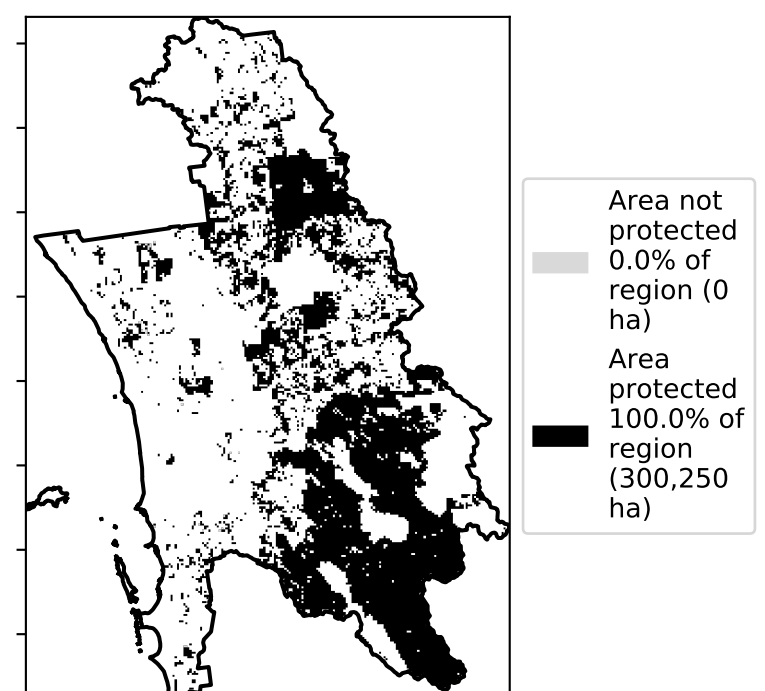 Area not
protected
0.0% of
region (0
ha)
Area
protected
100.0% of
region
(300,250
ha)